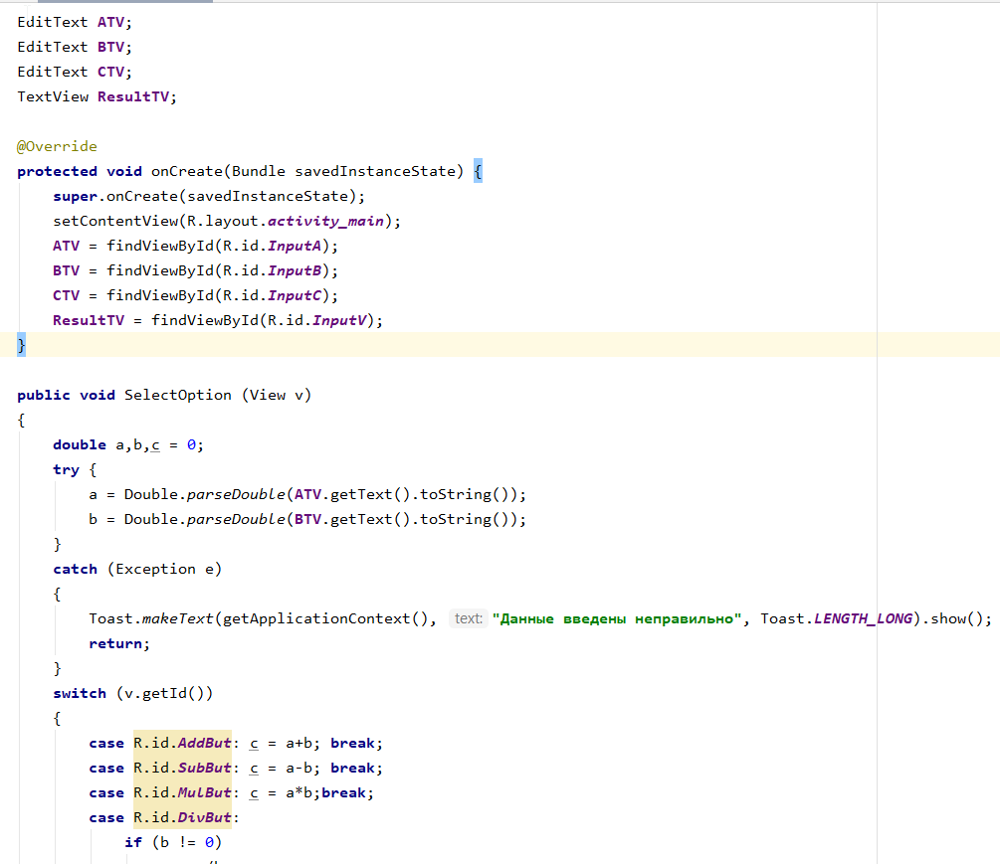 EditText ATV;
EditText BTV;
EditText CTV;
TextView ResultTV;
@Override
protected void onCreate(Bundle savedInstanceState) {
super.onCreate(savedInstanceState);
setContentView(R.layout.activity_main);
ATV = findViewById(R.id.InputA);
BTV = findViewById(R.id.InputB);
CTV = findViewById(R.id.InputC);
ResultTV = findViewById(R.id.InputV);
}
public void SelectOption (View v)
{
double a,b,c = 0;
try {
a = Double.parseDouble(ATV.getText().toString());
b = Double.parseDouble(BTV.getText().toString());
}
catch (Exception e)
{
Toast.makeText(getApplicationContext(), text: "Данные введены неправильно", Toast.LENGTH_LONG).show();
return;
}
switch (v.getId())
{
case R.id.AddBut: c = a+b; break;
case R.id.SubBut: c = a-b; break;
case R.id.MulBut: c = a*b;break;
case R.id.DivBut:
if (b != 0)